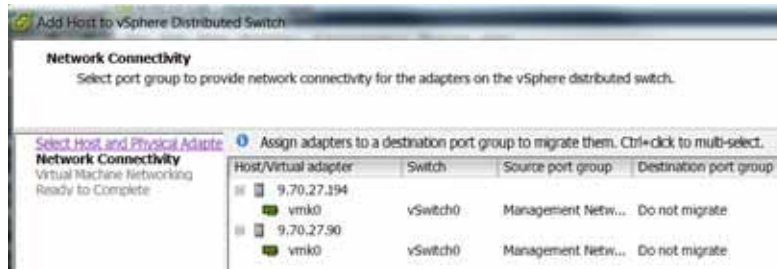 Add Host to vSphere Distributed Switch
Network Connectivity
Select port group to provide network connectivity for the adapters on the vSphere distributed switch.
Select Host and Physical Adapte
Network Connectivity
Virtual Machine Networking
Ready to Complete
Assign adapters to a destination port group to migrate them. Ctrl+click to multi-select.
Host/Virtual adapter Switch Source port group Destination port group
9.70.27.194
vmk0 vSwitch0 Management Netw... Do not migrate
9.70.27.90
vmk0 vSwitch0 Management Netw... Do not migrate